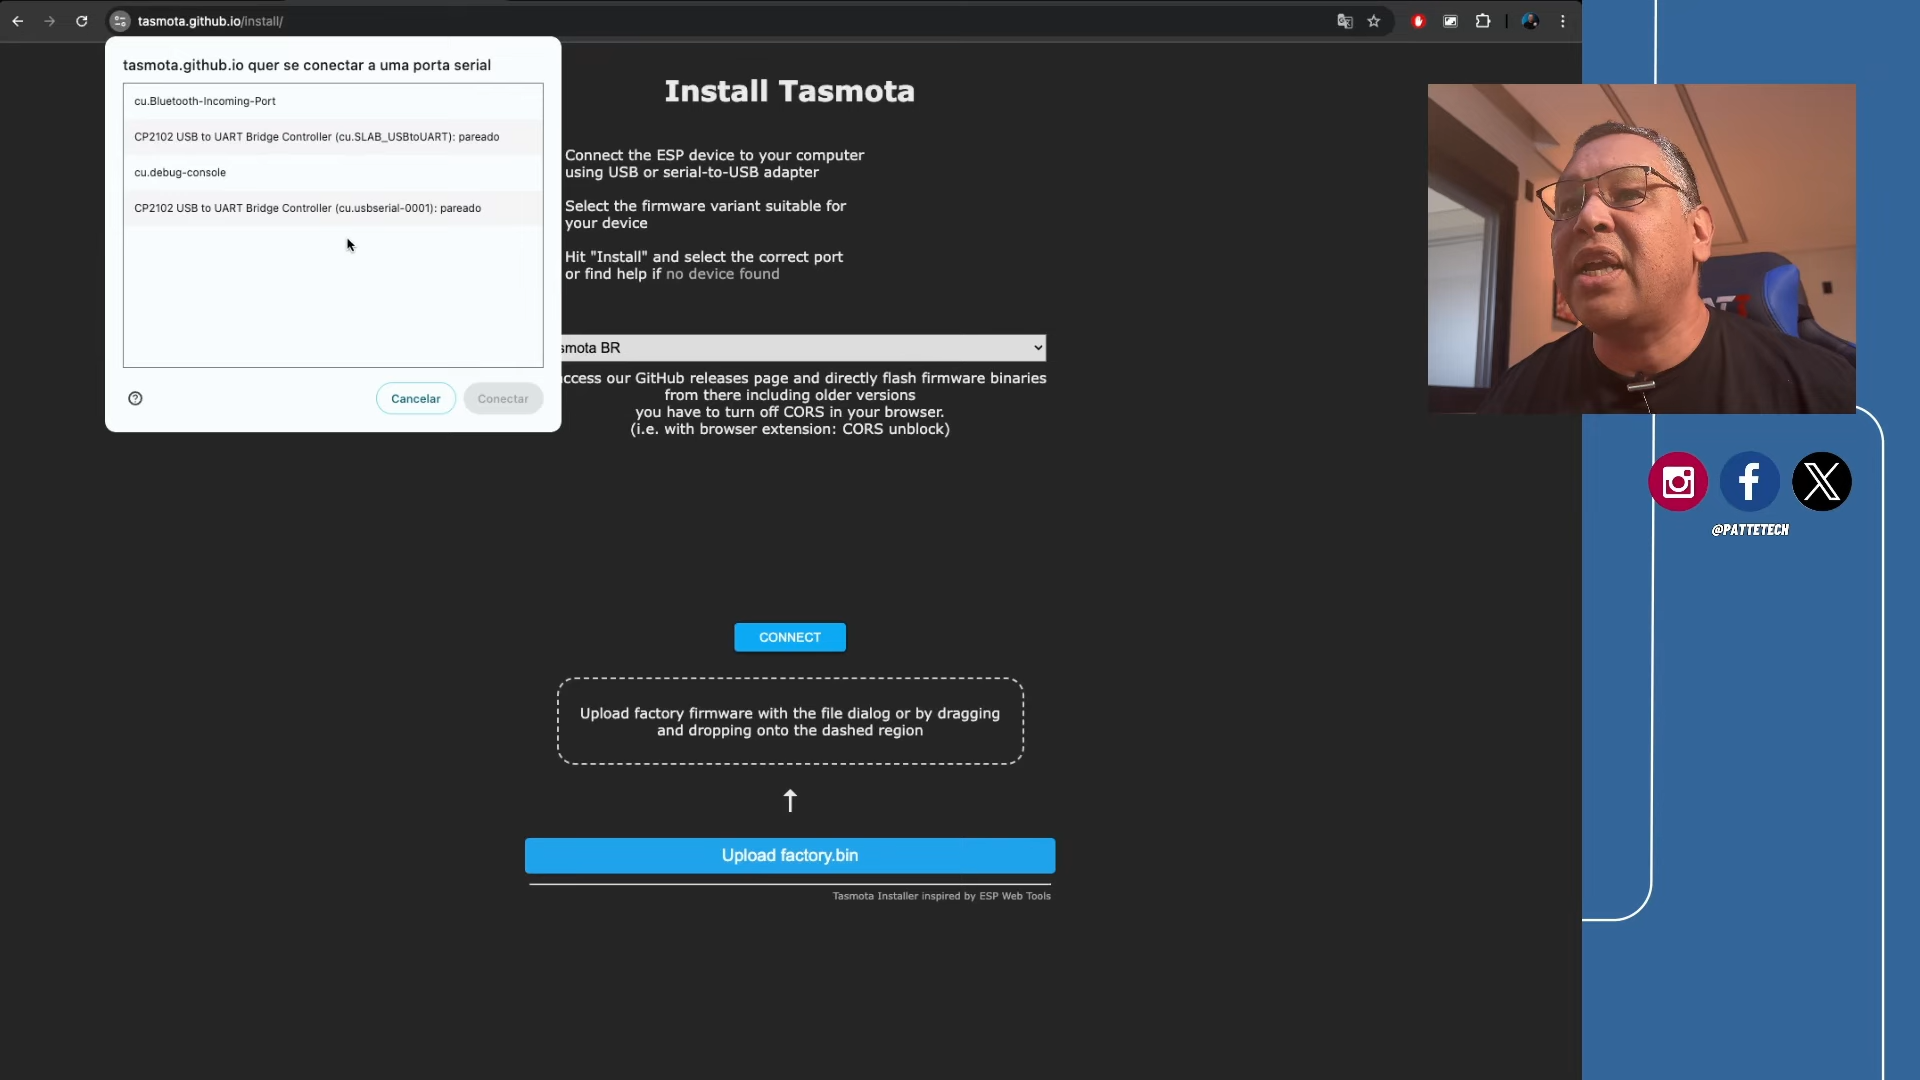 tasmota.github.io/install/
tasmota.github.io quer se conectar a uma porta serial
cu.Bluetooth-Incoming-Port
CP2102 USB to UART Bridge Controller (cu.SLAB_USBtoUART): pareado
cu.debug-console
CP2102 USB to UART Bridge Controller (cu.usbserial-0001): pareado
Cancelar
Conectar
Install Tasmota
Connect the ESP device to your computer
using USB or serial-to-USB adapter
Select the firmware variant suitable for
your device
Hit "Install" and select the correct port
or find help if no device found
smota BR
access our GitHub releases page and directly flash firmware binaries
from there including older versions
you have to turn off CORS in your browser.
(i.e. with browser extension: CORS unblock)
CONNECT
Upload factory firmware with the file dialog or by dragging
and dropping onto the dashed region
Upload factory.bin
Tasmota Installer inspired by ESP Web Tools
@PATTETECH